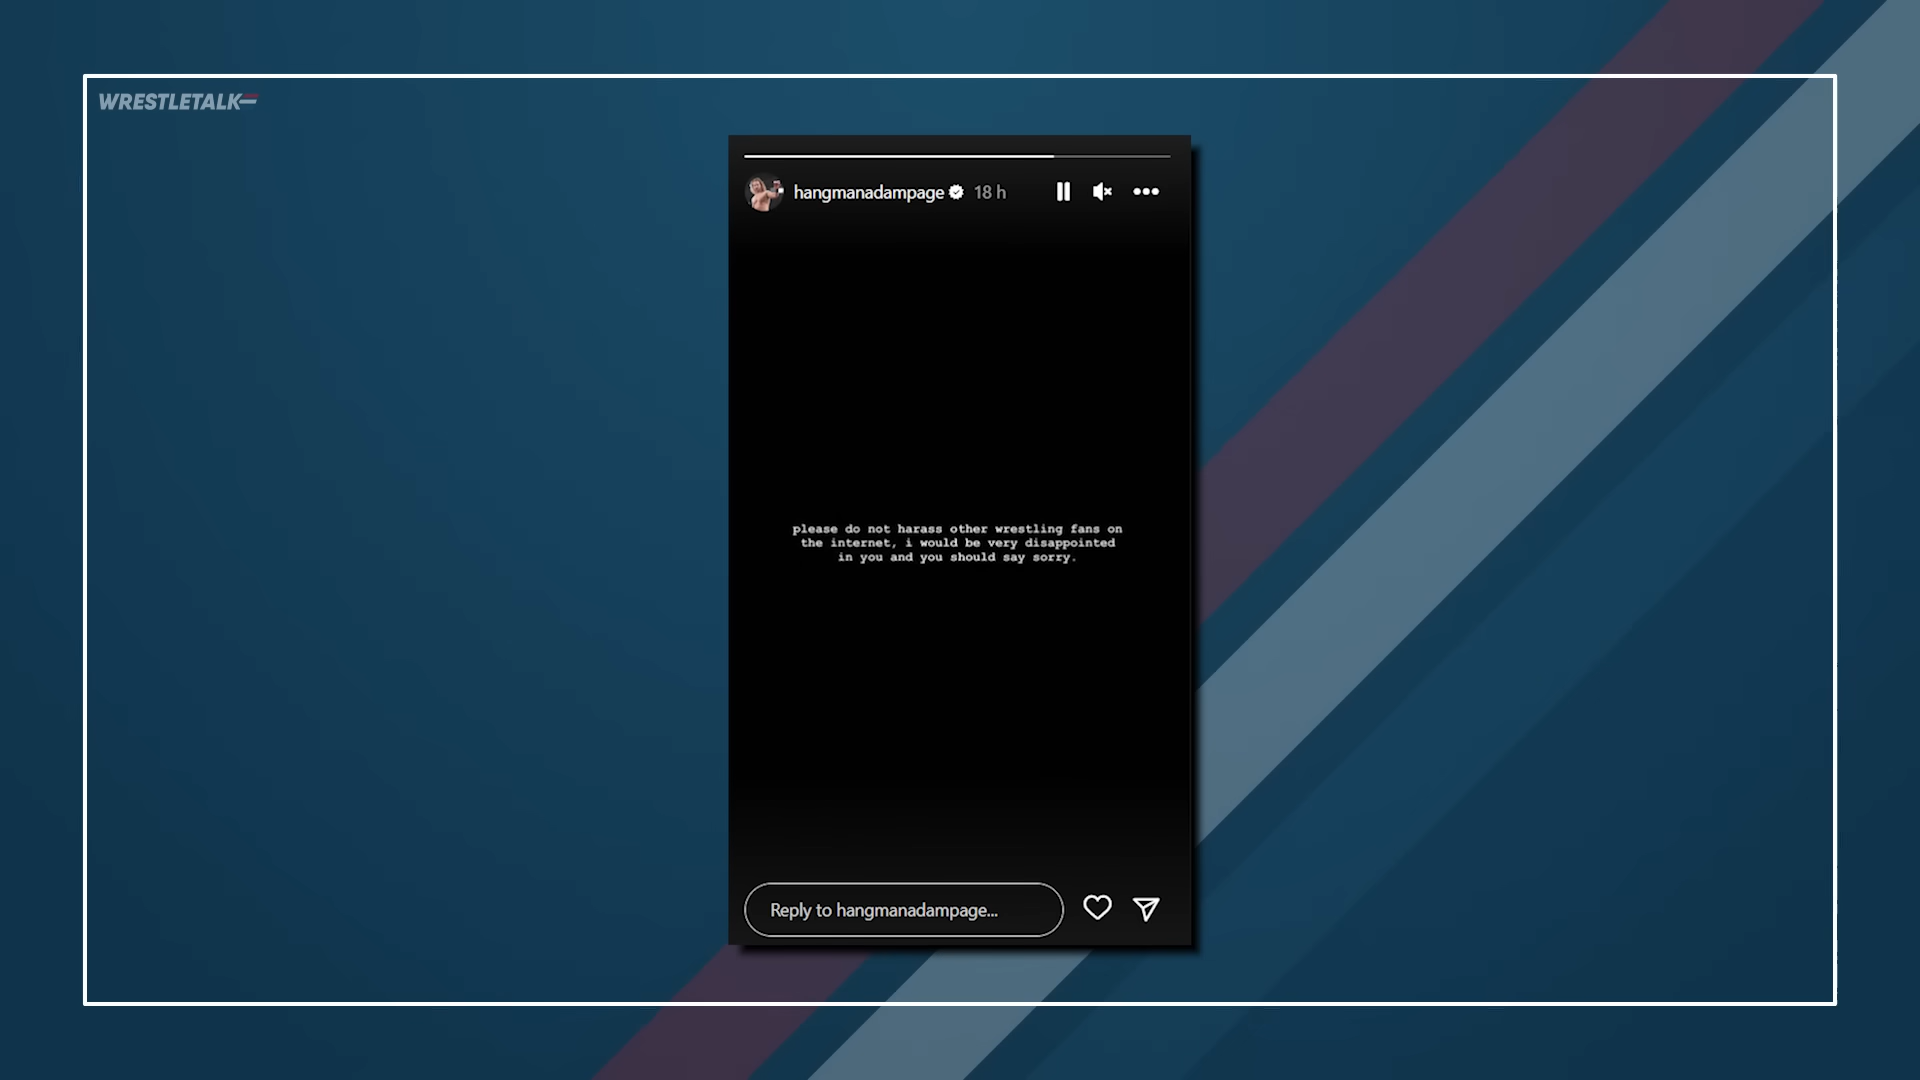 WRESTLETALK
hangmanadampage 18 h
please do not harass other wrestling fans on
the internet, i would be very disappointed
in you and you should say sorry.
Reply to hangmanadampage...